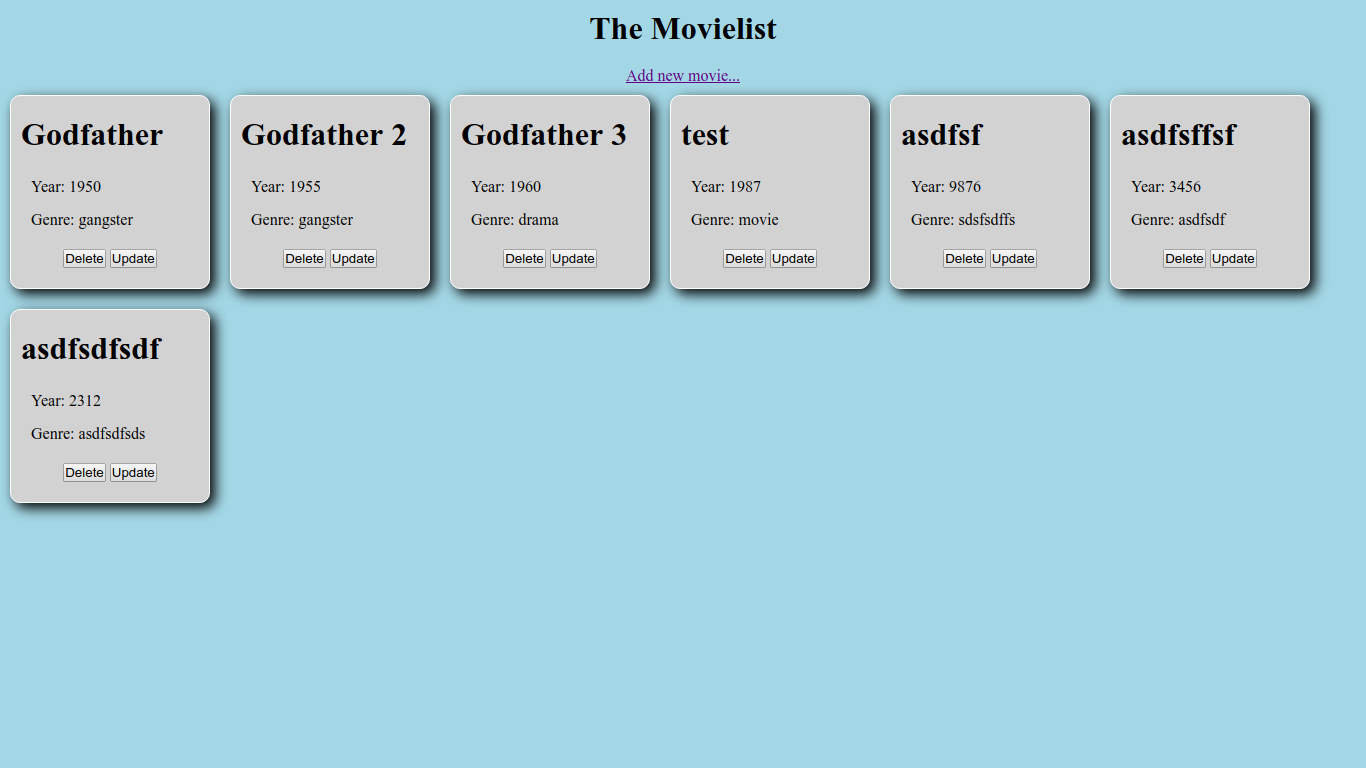 The Movielist
Add new movie...
Godfather
Year: 1950
Genre: gangster
Delete Update
Godfather 2
Year: 1955
Genre: gangster
Delete Update
Godfather 3
Year: 1960
Genre: drama
Delete Update
test
Year: 1987
Genre: movie
Delete Update
asdfsf
Year: 9876
Genre: sdsfsdffs
Delete Update
asdfsffsf
Year: 3456
Genre: asdfsdf
Delete Update
asdfsdfsdf
Year: 2312
Genre: asdfsdfsds
Delete Update